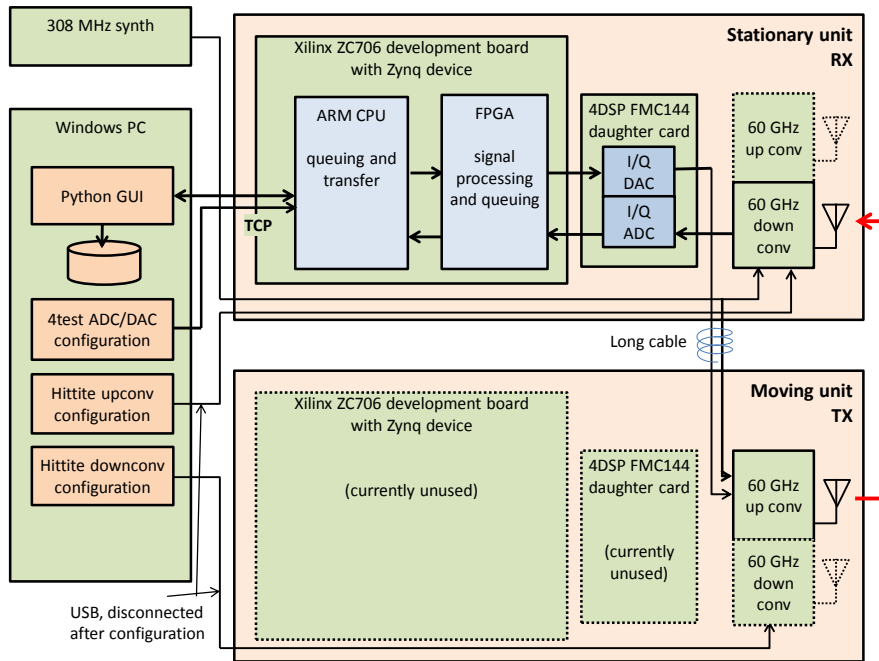 308 MHz synth
Windows PC
Python GUI
4test ADC/DAC
configuration
Hittite upconv
configuration
Hittite downconv
configuration
USB, disconnected
after configuration
TCP
Stationary unit
RX
Xilinx ZC706 development board
with Zynq device
ARM CPU
queuing and
transfer
FPGA
signal
processing
and queuing
4DSP FMC144
daughter card
I/Q
DAC
I/Q
ADC
60 GHz
up conv
60 GHz
down
conv
Long cable
Moving unit
TX
Xilinx ZC706 development board
with Zynq device
(currently unused)
4DSP FMC144
daughter card
(currently
unused)
60 GHz
up conv
60 GHz
down
conv